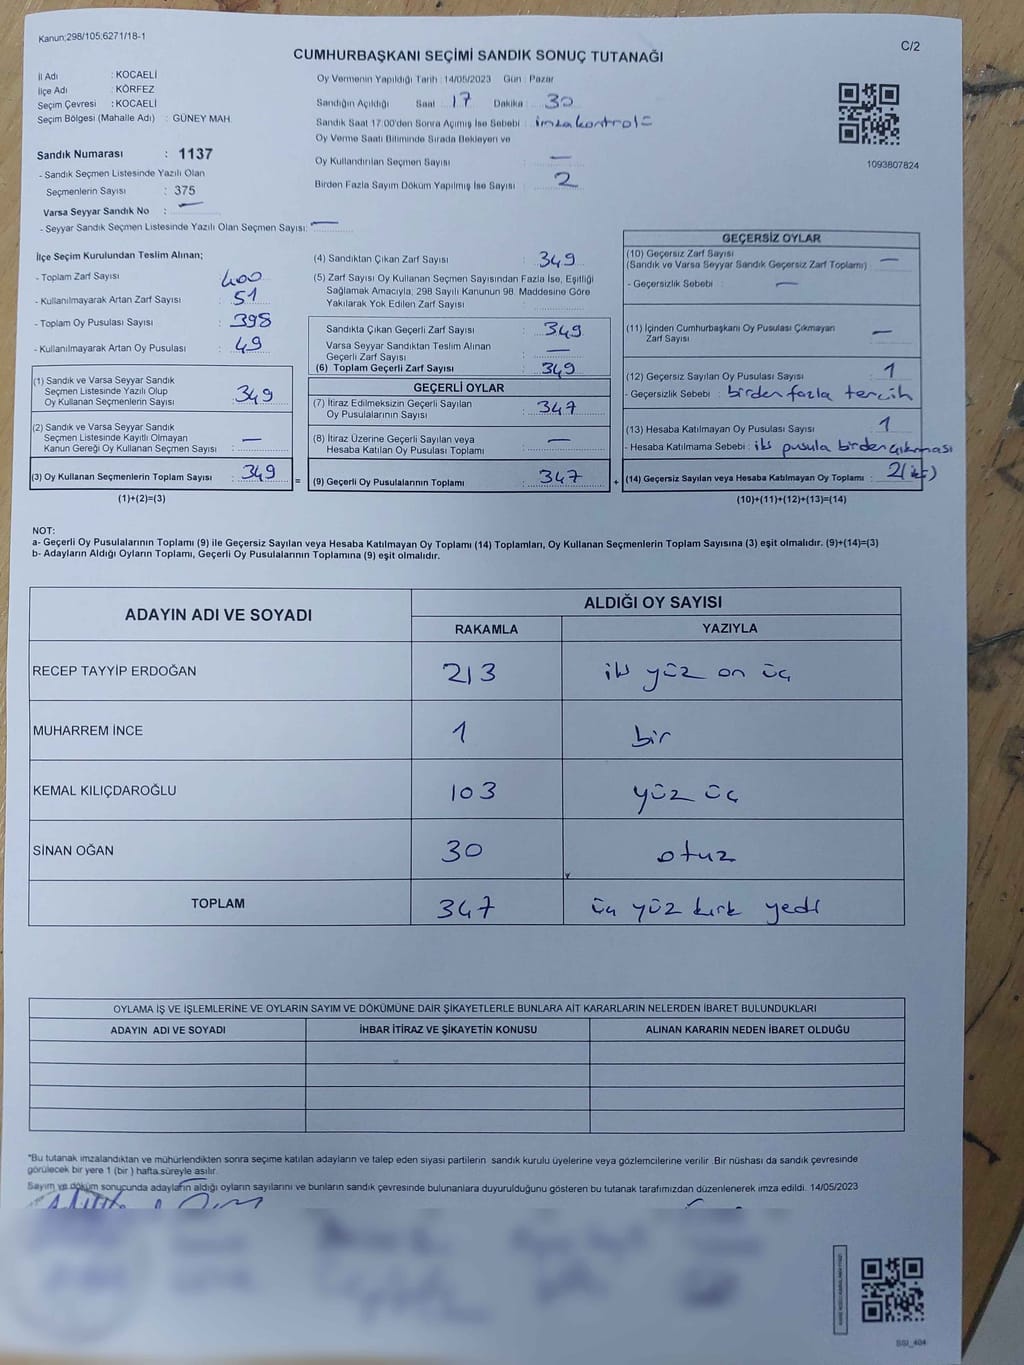 Kanun:298/105;6271/18-1
C/2
CUMHURBAŞKANI SEÇİMİ SANDIK SONUÇ TUTANAĞI
İl Adı : KOCAELİ
İlçe Adı : KÖRFEZ
Seçim Çevresi : KOCAELİ
Seçim Bölgesi (Mahalle Adı) : GÜNEY MAH.
Sandık Numarası : 1137
- Sandık Seçmen Listesinde Yazılı Olan
Seçmenlerin Sayısı : 375
Varsa Seyyar Sandık No : —
- Seyyar Sandık Seçmen Listesinde Yazılı Olan Seçmen Sayısı: —
Oy Vermenin Yapıldığı Tarih : 14/05/2023 Gün : Pazar
Sandığın Açıldığı Saat 17 Dakika : 30
Sandık Saat 17:00'den Sonra Açılmış İse Sebebi : imza kontrolü
Oy Verme Saati Bitiminde Sırada Bekleyen ve
Oy Kullandırılan Seçmen Sayısı : —
Birden Fazla Sayım Döküm Yapılmış İse Sayısı : 2
1093807824
İlçe Seçim Kurulundan Teslim Alınan;
- Toplam Zarf Sayısı : 400
- Kullanılmayarak Artan Zarf Sayısı : 51
- Toplam Oy Pusulası Sayısı : 398
- Kullanılmayarak Artan Oy Pusulası : 49
(1) Sandık ve Varsa Seyyar Sandık
Seçmen Listesinde Yazılı Olup
Oy Kullanan Seçmenlerin Sayısı : 349
(2) Sandık ve Varsa Seyyar Sandık
Seçmen Listesinde Kayıtlı Olmayan
Kanun Gereği Oy Kullanan Seçmen Sayısı : —
(3) Oy Kullanan Seçmenlerin Toplam Sayısı : 349
(1)+(2)=(3)
(4) Sandıktan Çıkan Zarf Sayısı : 349
(5) Zarf Sayısı Oy Kullanan Seçmen Sayısından Fazla İse, Eşitliği
Sağlamak Amacıyla, 298 Sayılı Kanunun 98. Maddesine Göre
Yakılarak Yok Edilen Zarf Sayısı :
Sandıkta Çıkan Geçerli Zarf Sayısı : 349
Varsa Seyyar Sandıktan Teslim Alınan
Geçerli Zarf Sayısı : —
(6) Toplam Geçerli Zarf Sayısı : 349
GEÇERLİ OYLAR
(7) İtiraz Edilmeksizin Geçerli Sayılan
Oy Pusulalarının Sayısı : 347
(8) İtiraz Üzerine Geçerli Sayılan veya
Hesaba Katılan Oy Pusulası Toplamı : —
= (9) Geçerli Oy Pusulalarının Toplamı : 347 +
GEÇERSİZ OYLAR
(10) Geçersiz Zarf Sayısı
(Sandık ve Varsa Seyyar Sandık Geçersiz Zarf Toplamı) : —
- Geçersizlik Sebebi : —
(11) İçinden Cumhurbaşkanı Oy Pusulası Çıkmayan
Zarf Sayısı : —
(12) Geçersiz Sayılan Oy Pusulası Sayısı : 1
- Geçersizlik Sebebi : birden fazla tercih
(13) Hesaba Katılmayan Oy Sayısı : 1
- Hesaba Katılmama Sebebi : iki pusula birden çıkması
(14) Geçersiz Sayılan veya Hesaba Katılmayan Oy Toplamı : 2(iki)
(10)+(11)+(12)+(13)=(14)
NOT:
a- Geçerli Oy Pusulalarının Toplamı (9) ile Geçersiz Sayılan veya Hesaba Katılmayan Oy Toplamı (14) Toplamları, Oy Kullanan Seçmenlerin Toplam Sayısına (3) eşit olmalıdır. (9)+(14)=(3)
b- Adayların Aldığı Oyların Toplamı, Geçerli Oy Pusulalarının Toplamına (9) eşit olmalıdır.
ADAYIN ADI VE SOYADI ALDIĞI OY SAYISI
RAKAMLA YAZIYLA
RECEP TAYYİP ERDOĞAN 213 iki yüz on üç
MUHARREM İNCE 1 bir
KEMAL KILIÇDAROĞLU 103 yüz üç
SİNAN OĞAN 30 otuz
TOPLAM 347 üç yüz kırk yedi
OYLAMA İŞ VE İŞLEMLERİNE VE OYLARIN SAYIM VE DÖKÜMÜNE DAİR ŞİKAYETLERLE BUNLARA AİT KARARLARIN NELERDEN İBARET BULUNDUKLARI
ADAYIN ADI VE SOYADI İHBAR İTİRAZ VE ŞİKAYETİN KONUSU ALINAN KARARIN NEDEN İBARET OLDUĞU
*Bu tutanak imzalandıktan ve mühürlendikten sonra seçime katılan adayların ve talep eden siyasi partilerin sandık kurulu üyelerine veya gözlemcilerine verilir. Bir nüshası da sandık çevresinde
görülecek bir yere 1 (bir ) hafta süreyle asılır.
Sayım ve döküm sonucunda adayların aldığı oyların sayılarını ve bunların sandık çevresinde bulunanlara duyurulduğunu gösteren bu tutanak tarafımızdan düzenlenerek imza edildi. 14/05/2023
SSI_404